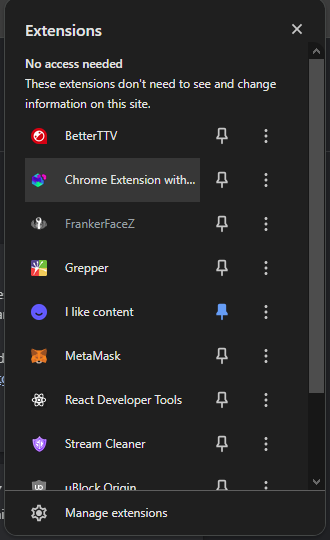 Extensions
No access needed
These extensions don't need to see and change
information on this site.
BetterTTV
Chrome Extension with...
FrankerFaceZ
Grepper
I like content
MetaMask
React Developer Tools
Stream Cleaner
uBlock Origin
Manage extensions